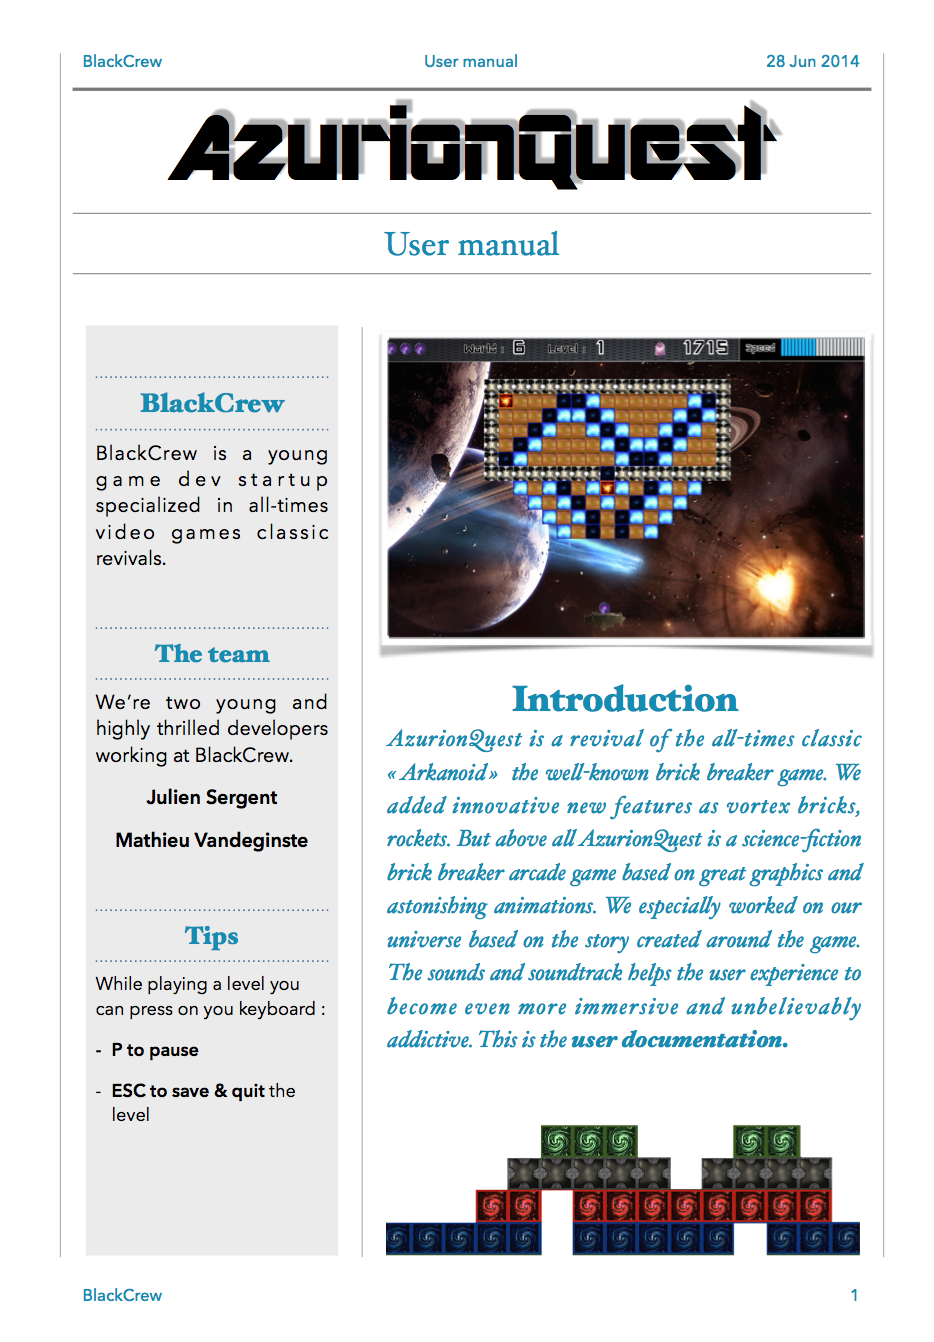 BlackCrew User manual 28 Jun 2014
AzurionQuest
User manual
BlackCrew
BlackCrew is a young
game dev startup
specialized in all-times
video games classic
revivals.
The team
We're two young and
highly thrilled developers
working at BlackCrew.
Julien Sergent
Mathieu Vandeginste
Tips
While playing a level you
can press on you keyboard :
- P to pause
- ESC to save & quit the
level
World : 6 Level : 1 1715 Speed
Introduction
AzurionQuest is a revival of the all-times classic
« Arkanoid » the well-known brick breaker game. We
added innovative new features as vortex bricks,
rockets. But above all AzurionQuest is a science-fiction
brick breaker arcade game based on great graphics and
astonishing animations. We especially worked on our
universe based on the story created around the game.
The sounds and soundtrack helps the user experience to
become even more immersive and unbelievably
addictive. This is the user documentation.
BlackCrew 1